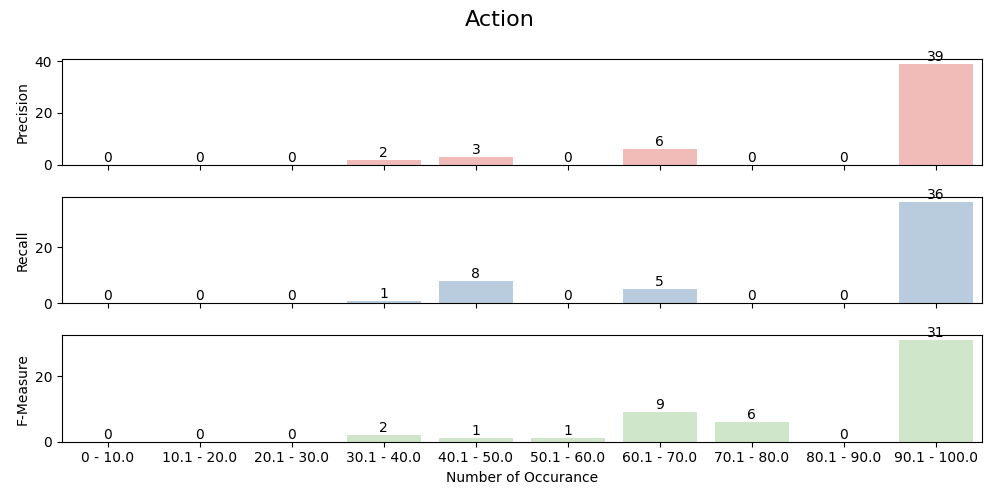 Action
Precision
40
20
0
0 0 0 2 3 0 6 0 0 39
Recall
20
0
0 0 0 1 8 0 5 0 0 36
F-Measure
20
0
0 0 0 2 1 1 9 6 0 31
0 - 10.0 10.1 - 20.0 20.1 - 30.0 30.1 - 40.0 40.1 - 50.0 50.1 - 60.0 60.1 - 70.0 70.1 - 80.0 80.1 - 90.0 90.1 - 100.0
Number of Occurance